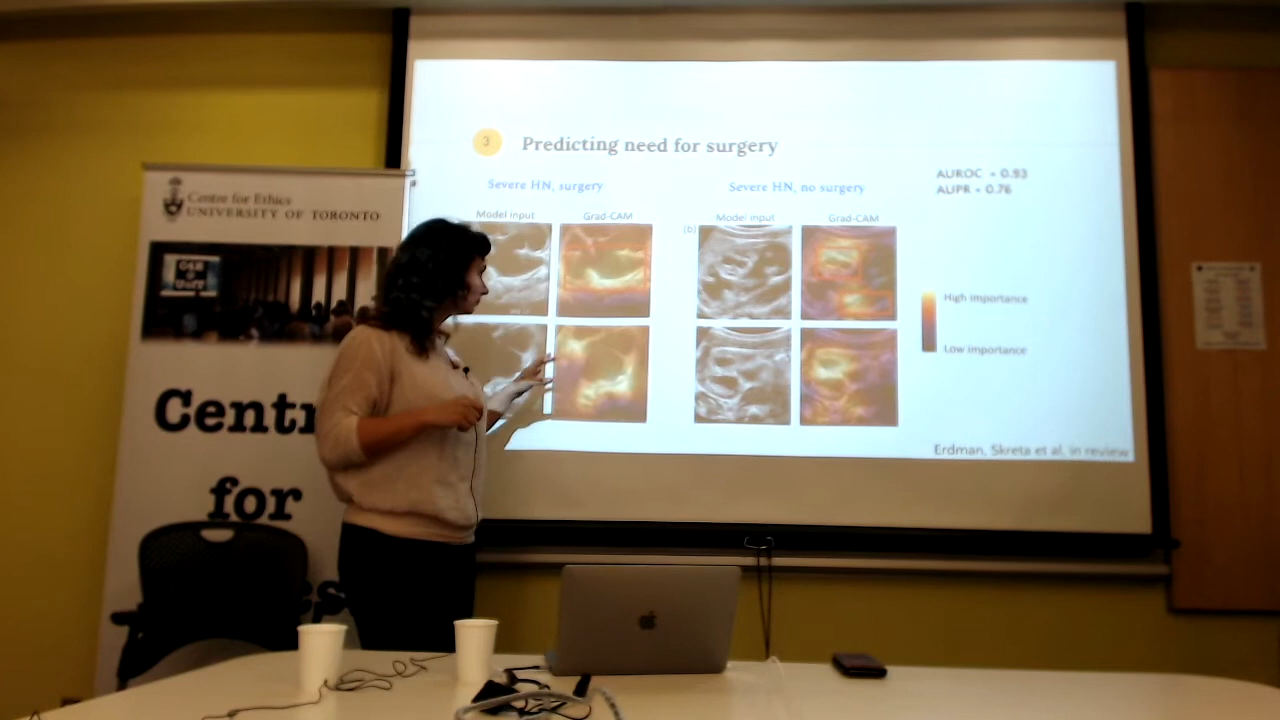 Centre for Ethics
UNIVERSITY OF TORONTO
Cent
for
3
Predicting need for surgery
Severe HN, surgery
Severe HN, no surgery
AUROC = 0.93
AUPR = 0.76
Model input
Grad-CAM
(b)
Model input
Grad-CAM
High importance
Low importance
Erdman, Skreta et al, in review